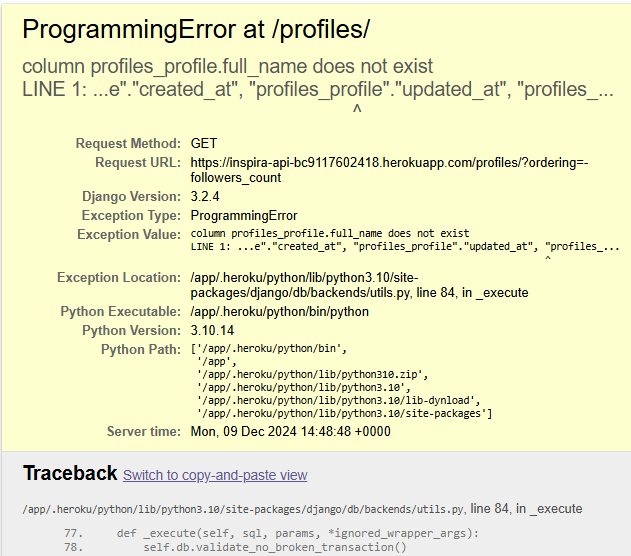 ProgrammingError at /profiles/
column profiles_profile.full_name does not exist
LINE 1: ...e"."created_at", "profiles_profile"."updated_at", "profiles_...
^
Request Method: GET
Request URL: https://inspira-api-bc9117602418.herokuapp.com/profiles/?ordering=-
followers_count
Django Version: 3.2.4
Exception Type: ProgrammingError
Exception Value: column profiles_profile.full_name does not exist
LINE 1: ...e"."created_at", "profiles_profile"."updated_at", "profiles_...
^
Exception Location: /app/.heroku/python/lib/python3.10/site-
packages/django/db/backends/utils.py, line 84, in _execute
Python Executable: /app/.heroku/python/bin/python
Python Version: 3.10.14
Python Path: ['/app/.heroku/python/bin',
'/app',
'/app/.heroku/python/lib/python310.zip',
'/app/.heroku/python/lib/python3.10',
'/app/.heroku/python/lib/python3.10/lib-dynload',
'/app/.heroku/python/lib/python3.10/site-packages']
Server time: Mon, 09 Dec 2024 14:48:48 +0000
Traceback Switch to copy-and-paste view
/app/.heroku/python/lib/python3.10/site-packages/django/db/backends/utils.py, line 84, in _execute
77. def _execute(self, sql, params, *ignored_wrapper_args):
78. self.db.validate_no_broken_transaction()